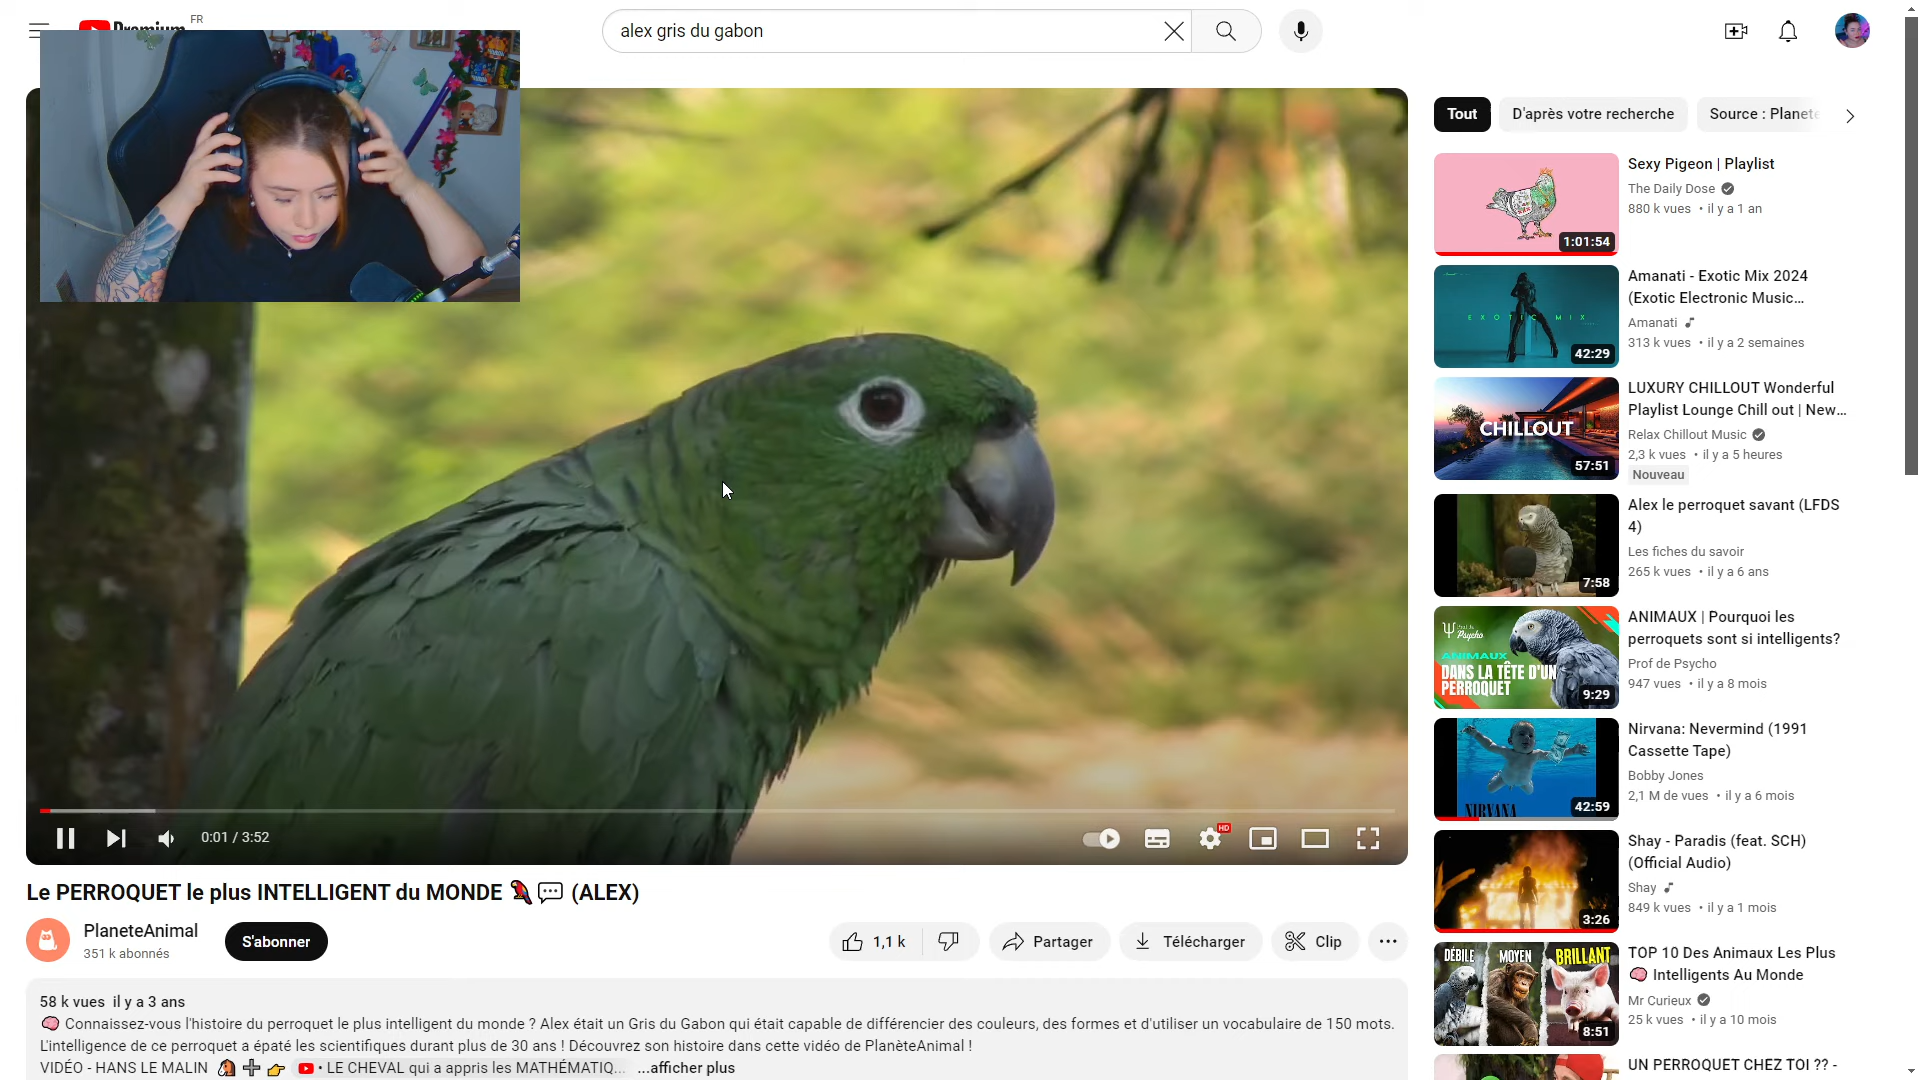 FR
alex gris du gabon
Tout
D'après votre recherche
Source : Planete
Sexy Pigeon | Playlist
The Daily Dose
880 k vues • il y a 1 an
1:01:54
Amanati - Exotic Mix 2024
(Exotic Electronic Music...
Amanati
313 k vues • il y a 2 semaines
EXOTIC MIX
42:29
LUXURY CHILLOUT Wonderful
Playlist Lounge Chill out | New...
Relax Chillout Music
2,3 k vues • il y a 5 heures
Nouveau
CHILLOUT
57:51
Alex le perroquet savant (LFDS
4)
Les fiches du savoir
265 k vues • il y a 6 ans
7:58
ANIMAUX | Pourquoi les
perroquets sont si intelligents?
Prof de Psycho
947 vues • il y a 8 mois
ANIMAUX
DANS LA TÊTE D'UN
PERROQUET
9:29
Nirvana: Nevermind (1991
Cassette Tape)
Bobby Jones
2,1 M de vues • il y a 6 mois
NIRVANA
42:59
Shay - Paradis (feat. SCH)
(Official Audio)
Shay
849 k vues • il y a 1 mois
3:26
TOP 10 Des Animaux Les Plus
🧠 Intelligents Au Monde
Mr Curieux
25 k vues • il y a 10 mois
DÉBILE MOYEN BRILLANT
8:51
UN PERROQUET CHEZ TOI ?? -
0:01 / 3:52
HD
Le PERROQUET le plus INTELLIGENT du MONDE 🦜💬 (ALEX)
PlaneteAnimal
351 k abonnés
S'abonner
1,1 k
Partager
Télécharger
Clip
58 k vues il y a 3 ans
🧠 Connaissez-vous l'histoire du perroquet le plus intelligent du monde ? Alex était un Gris du Gabon qui était capable de différencier des couleurs, des formes et d'utiliser un vocabulaire de 150 mots.
L'intelligence de ce perroquet a épaté les scientifiques durant plus de 30 ans ! Découvrez son histoire dans cette vidéo de PlanèteAnimal !
VIDÉO - HANS LE MALIN 🐴➕👉 • LE CHEVAL qui a appris les MATHÉMATIQ... ...afficher plus